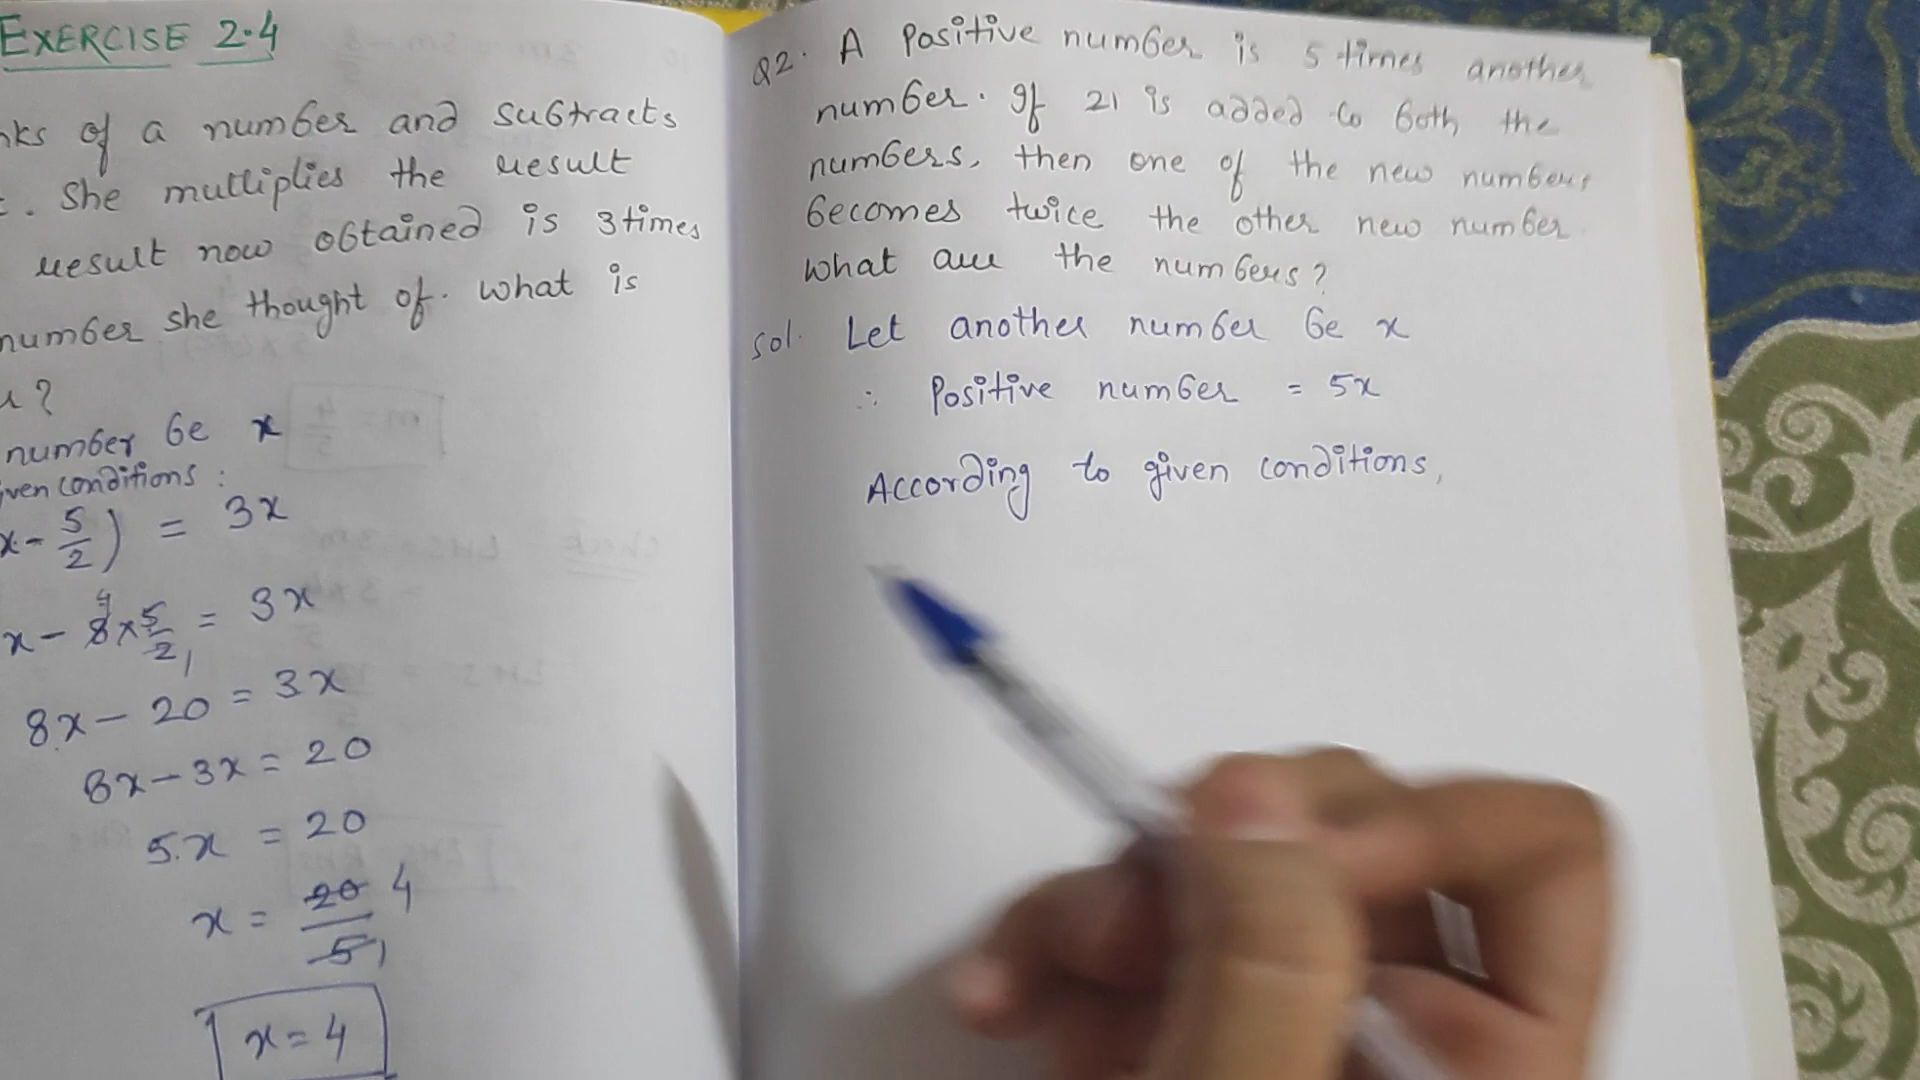 EXERCISE 2.4
of a number and subtracts
. She multiplies the result
result now obtained is 3 times
number she thought of. what is
?
number be x
conditions :
x - 5/2) = 3x
x - 8 × 5/2 = 3x
4
1
8x - 20 = 3x
8x - 3x = 20
5x = 20
x = 20/5 4
1
x = 4
Q2. A Positive number is 5 times another
number. If 21 is added to both the
numbers, then one of the new numbers
becomes twice the other new number.
what are the numbers?
Sol. Let another number be x
∴ Positive number = 5x
According to given conditions,